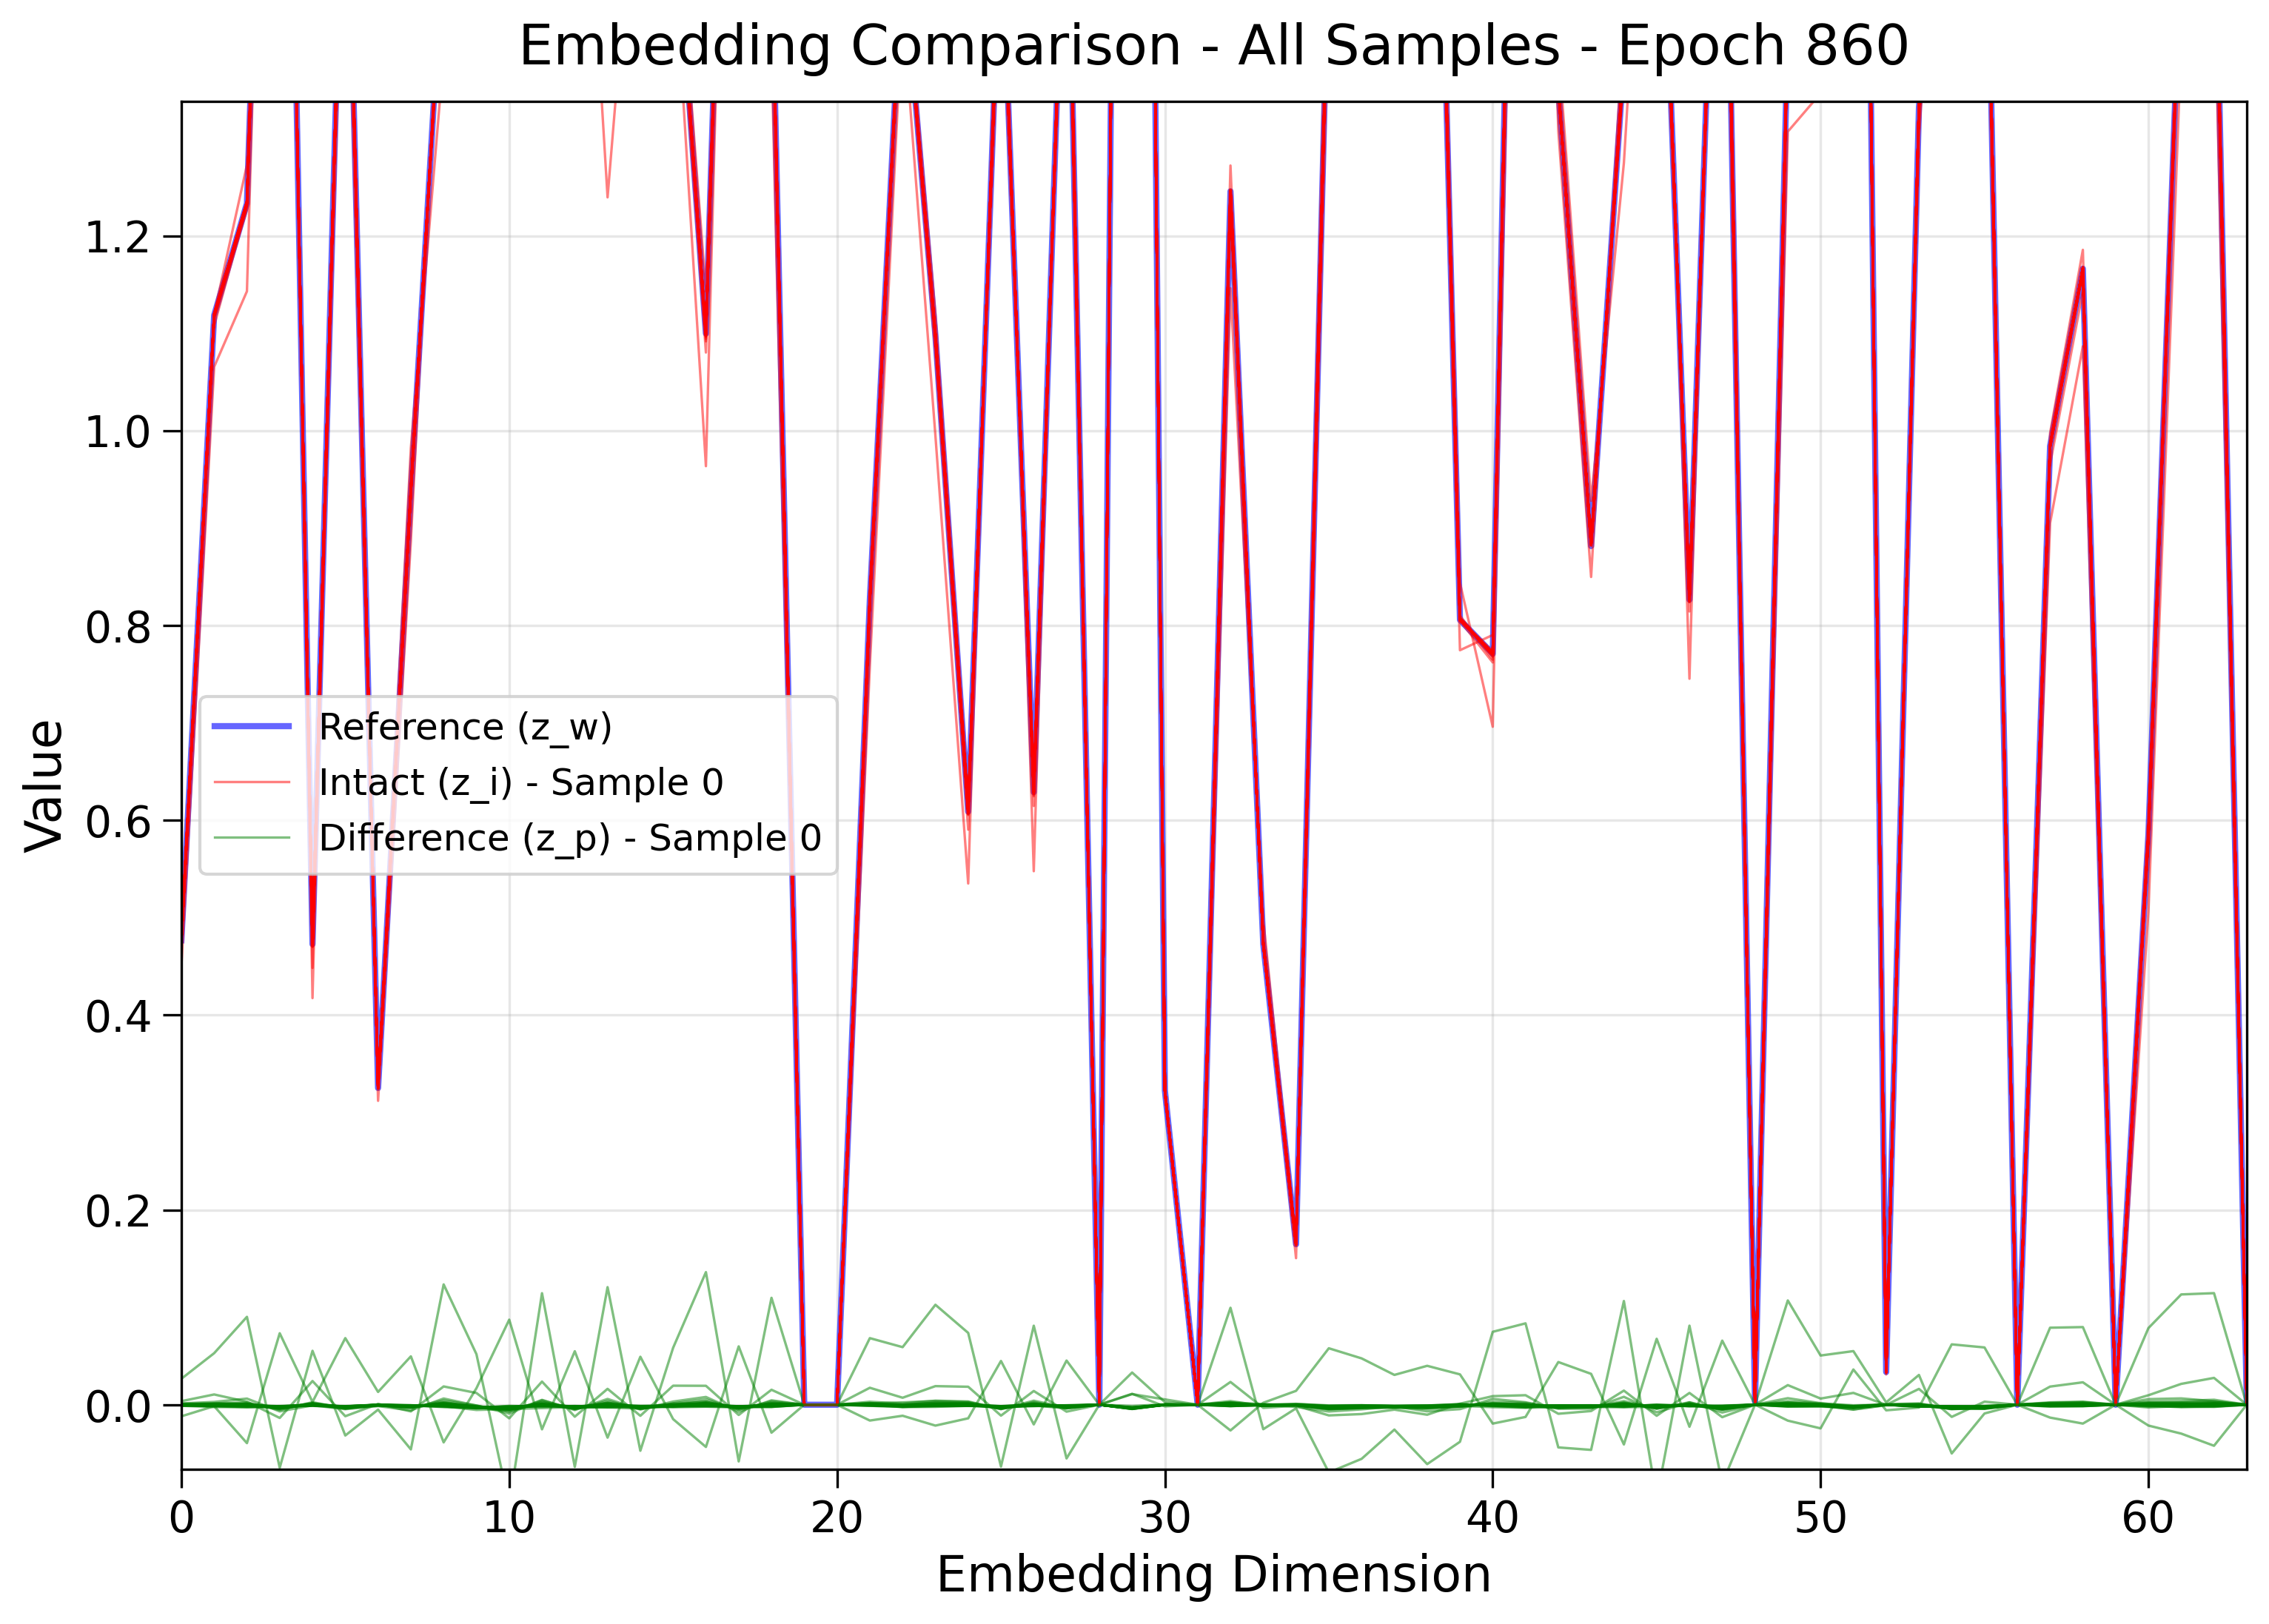 Embedding Comparison - All Samples - Epoch 860
1.2
1.0
0.8
0.6
0.4
0.2
0.0
Value
Reference (z_w)
Intact (z_i) - Sample 0
Difference (z_p) - Sample 0
0 10 20 30 40 50 60
Embedding Dimension